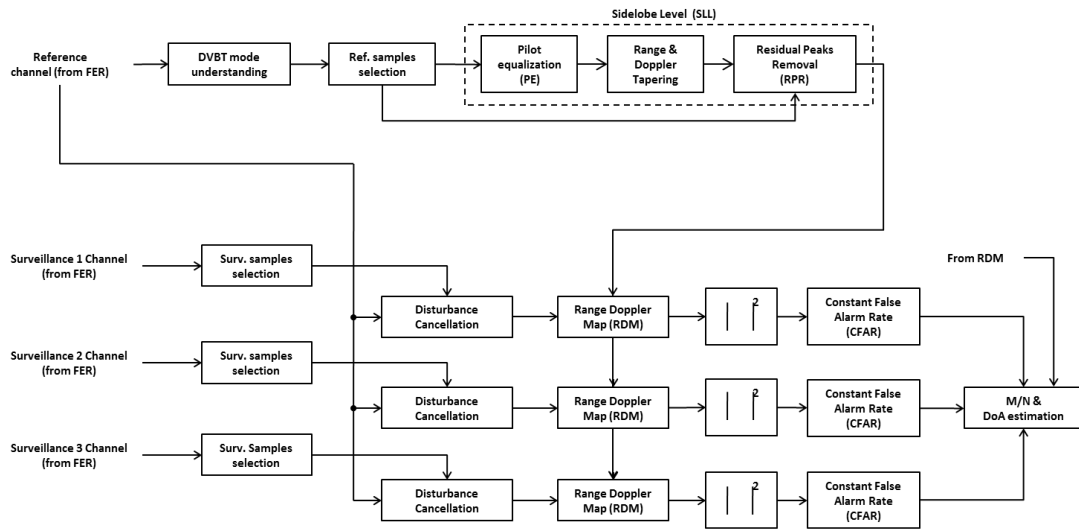 Sidelobe Level (SLL)
Reference
channel (from FER)
DVBT mode
understanding
Ref. samples
selection
Pilot
equalization
(PE)
Range &
Doppler
Tapering
Residual Peaks
Removal
(RPR)
Surveillance 1 Channel
(from FER)
Surv. samples
selection
From RDM
Disturbance
Cancellation
Range Doppler
Map (RDM)
| |2
Constant False
Alarm Rate
(CFAR)
Surveillance 2 Channel
(from FER)
Surv. samples
selection
Disturbance
Cancellation
Range Doppler
Map (RDM)
| |2
Constant False
Alarm Rate
(CFAR)
M/N &
DoA estimation
Surveillance 3 Channel
(from FER)
Surv. Samples
selection
Disturbance
Cancellation
Range Doppler
Map (RDM)
| |2
Constant False
Alarm Rate
(CFAR)